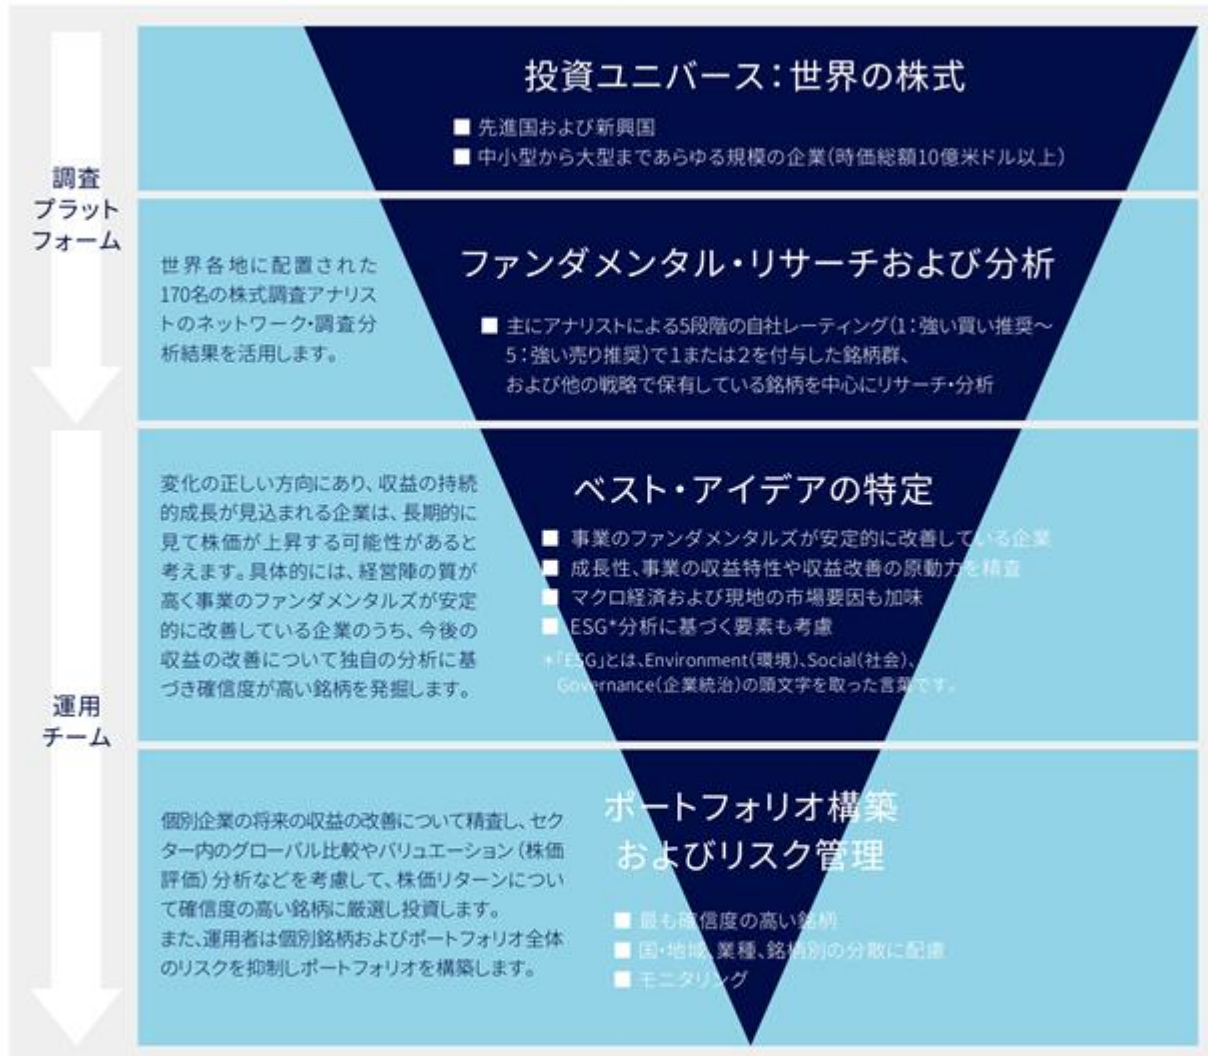 調査
プラット
フォーム
投資ユニバース：世界の株式
■ 先進国および新興国
■ 中小型から大型まであらゆる規模の企業（時価総額10億米ドル以上）
世界各地に配置された
170名の株式調査アナリス
トのネットワーク・調査分
析結果を活用します。
ファンダメンタル・リサーチおよび分析
■ 主にアナリストによる5段階の自社レーティング（1：強い買い推奨～
5：強い売り推奨）で1または2を付与した銘柄群、
および他の戦略で保有している銘柄を中心にリサーチ・分析
運用
チーム
変化の正しい方向にあり、収益の持続
的成長が見込まれる企業は、長期的に
見て株価が上昇する可能性があると
考えます。具体的には、経営陣の質が
高く事業のファンダメンタルズが安定
的に改善している企業のうち、今後の
収益の改善について独自の分析に基
づき確信度が高い銘柄を発掘します。
ベスト・アイデアの特定
■ 事業のファンダメンタルズが安定的に改善している企業
■ 成長性、事業の収益特性や収益改善の原動力を精査
■ マクロ経済および現地の市場要因も加味
■ ESG*分析に基づく要素も考慮
＊「ESG」とは、Environment（環境）、Social（社会）、
Governance（企業統治）の頭文字を取った言葉です。
個別企業の将来の収益の改善について精査し、セク
ター内のグローバル比較やバリュエーション（株価
評価）分析などを考慮して、株価リターンについ
て確信度の高い銘柄に厳選し投資します。
また、運用者は個別銘柄およびポートフォリオ全体
のリスクを抑制しポートフォリオを構築します。
ポートフォリオ構築
およびリスク管理
■ 最も確信度の高い銘柄
■ 国・地域、業種、銘柄別の分散に配慮
■ モニタリング